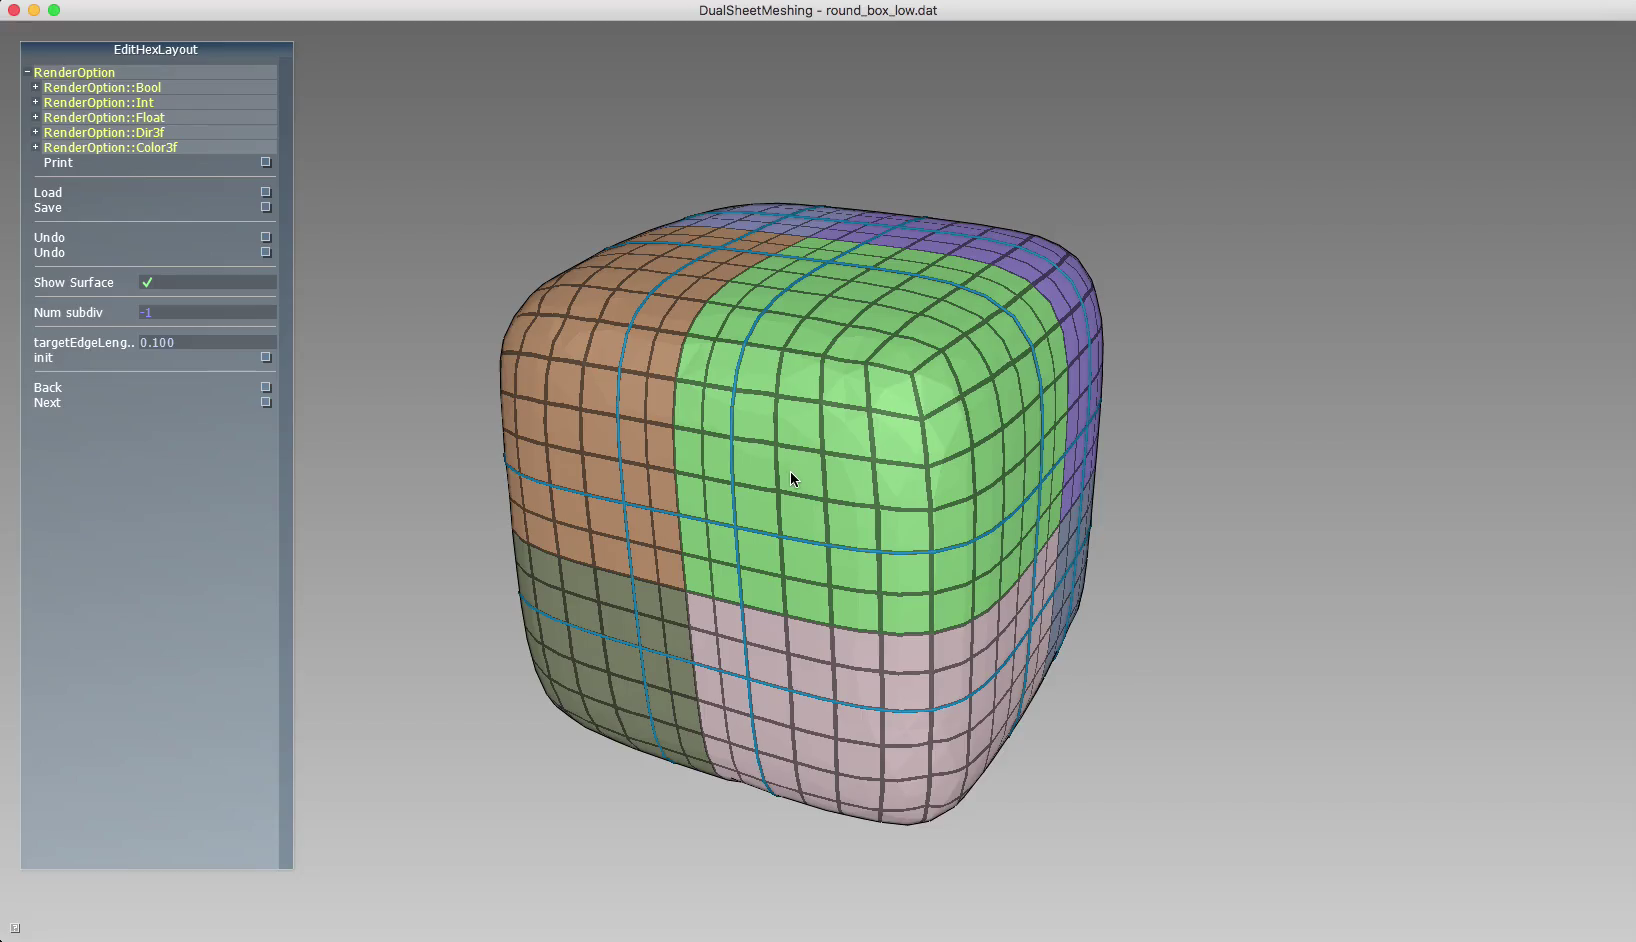 DualSheetMeshing - round_box_low.dat
EditHexLayout
RenderOption
RenderOption::Bool
RenderOption::Int
RenderOption::Float
RenderOption::Dir3f
RenderOption::Color3f
Print
Load
Save
Undo
Undo
Show Surface
Num subdiv -1
targetEdgeLeng.. 0.100
init
Back
Next